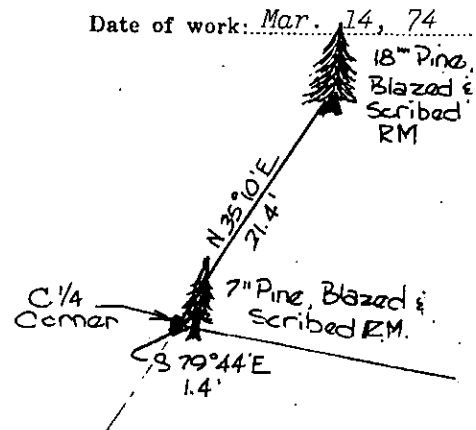 Date of work: Mar. 14, 74
18" Pine,
Blazed &
Scribed
RM
N 35°10'E
21.4'
7" Pine, Blazed &
Scribed RM.
C 1/4
Corner
S 79°44'E
1.4'